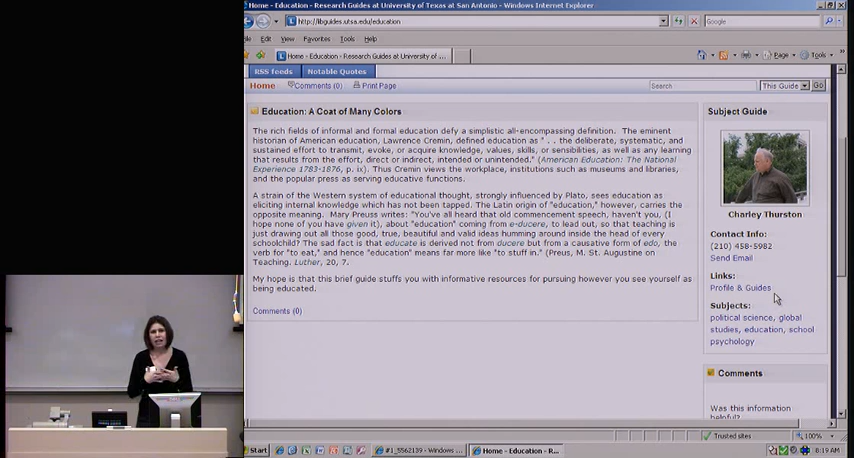 Home - Education - Research Guides at University of Texas at San Antonio - Windows Internet Explorer
http://libguides.utsa.edu/education
Google
File Edit View Favorites Tools Help
Home - Education - Research Guides at University of ...
Page Tools
RSS feeds Notable Quotes
Home Comments (0) Print Page Search This Guide Go
Education: A Coat of Many Colors
The rich fields of informal and formal education defy a simplistic all-encompassing definition. The eminent
historian of American education, Lawrence Cremin, defined education as " . . the deliberate, systematic, and
sustained effort to transmit, evoke, or acquire knowledge, values, skills, or sensibilities, as well as any learning
that results from the effort, direct or indirect, intended or unintended." (American Education: The National
Experience 1783-1876, p. ix). Thus Cremin views the workplace, institutions such as museums and libraries,
and the popular press as serving educative functions.
A strain of the Western system of educational thought, strongly influenced by Plato, sees education as
eliciting internal knowledge which has not been tapped. The Latin origin of "education," however, carries the
opposite meaning. Mary Preuss writes: "You've all heard that old commencement speech, haven't you, (I
hope none of you have given it), about "education" coming from e-ducere, to lead out, so that teaching is
just drawing out all those good, true, beautiful and valid ideas humming around inside the head of every
schoolchild? The sad fact is that educate is derived not from ducere but from a causative form of edo, the
verb for "to eat," and hence "education" means far more like "to stuff in." (Preus, M. St. Augustine on
Teaching. Luther, 20, 7.
My hope is that this brief guide stuffs you with informative resources for pursuing however you see yourself as
being educated.
Comments (0)
Subject Guide
Charley Thurston
Contact Info:
(210) 458-5982
Send Email
Links:
Profile & Guides
Subjects:
political science, global
studies, education, school
psychology
Comments
Was this information
helpful?
Trusted sites 100%
Start #1_5562139 - Windows ... Home - Education - R... 8:19 AM